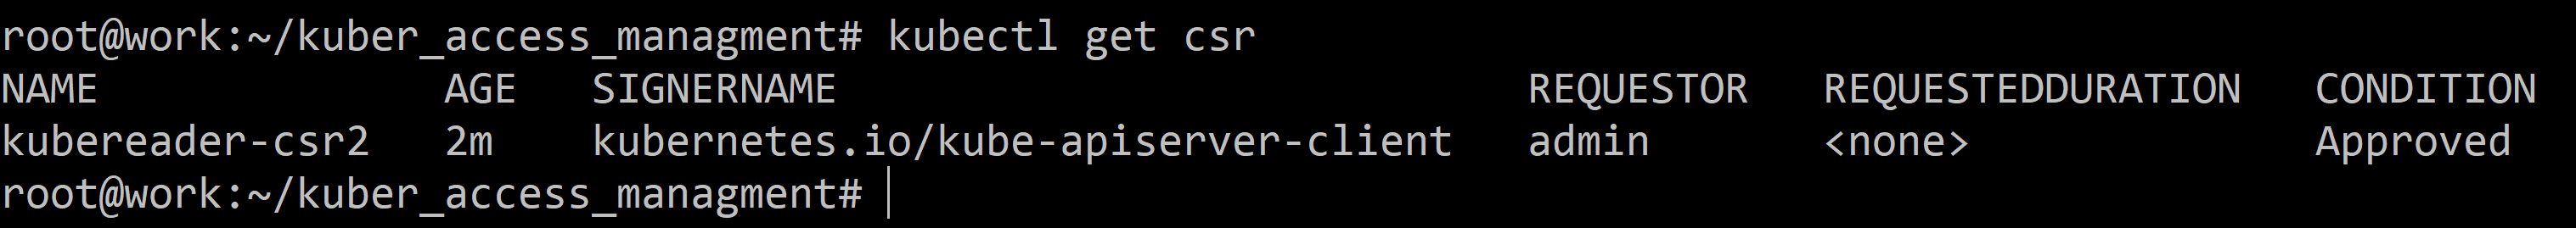 root@work:~/kuber_access_managment# kubectl get csr
NAME AGE SIGNERNAME REQUESTOR REQUESTEDDURATION CONDITION
kubereader-csr2 2m kubernetes.io/kube-apiserver-client admin <none> Approved
root@work:~/kuber_access_managment#